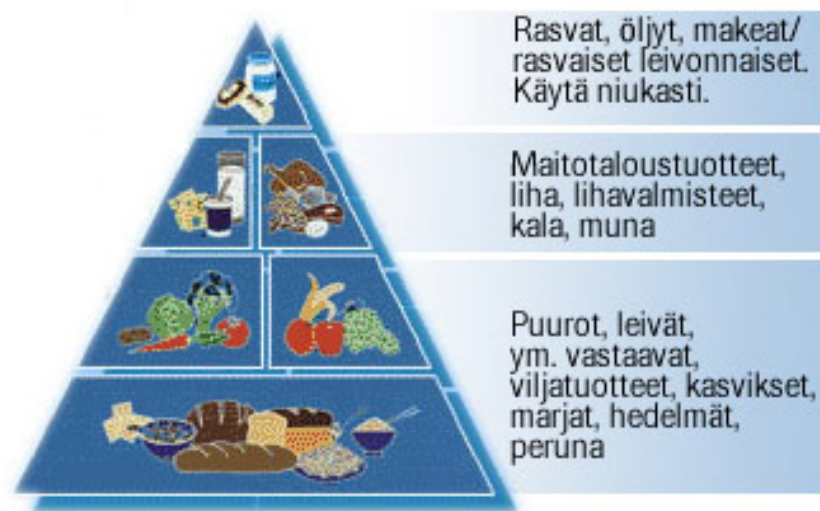 Rasvat, öljyt, makeat/
rasvaiset leivonnaiset.
Käytä niukasti.
Maitotaloustuotteet,
liha, lihavalmisteet,
kala, muna
Puurot, leivät,
ym. vastaavat,
viljatuotteet, kasvikset,
marjat, hedelmät,
peruna